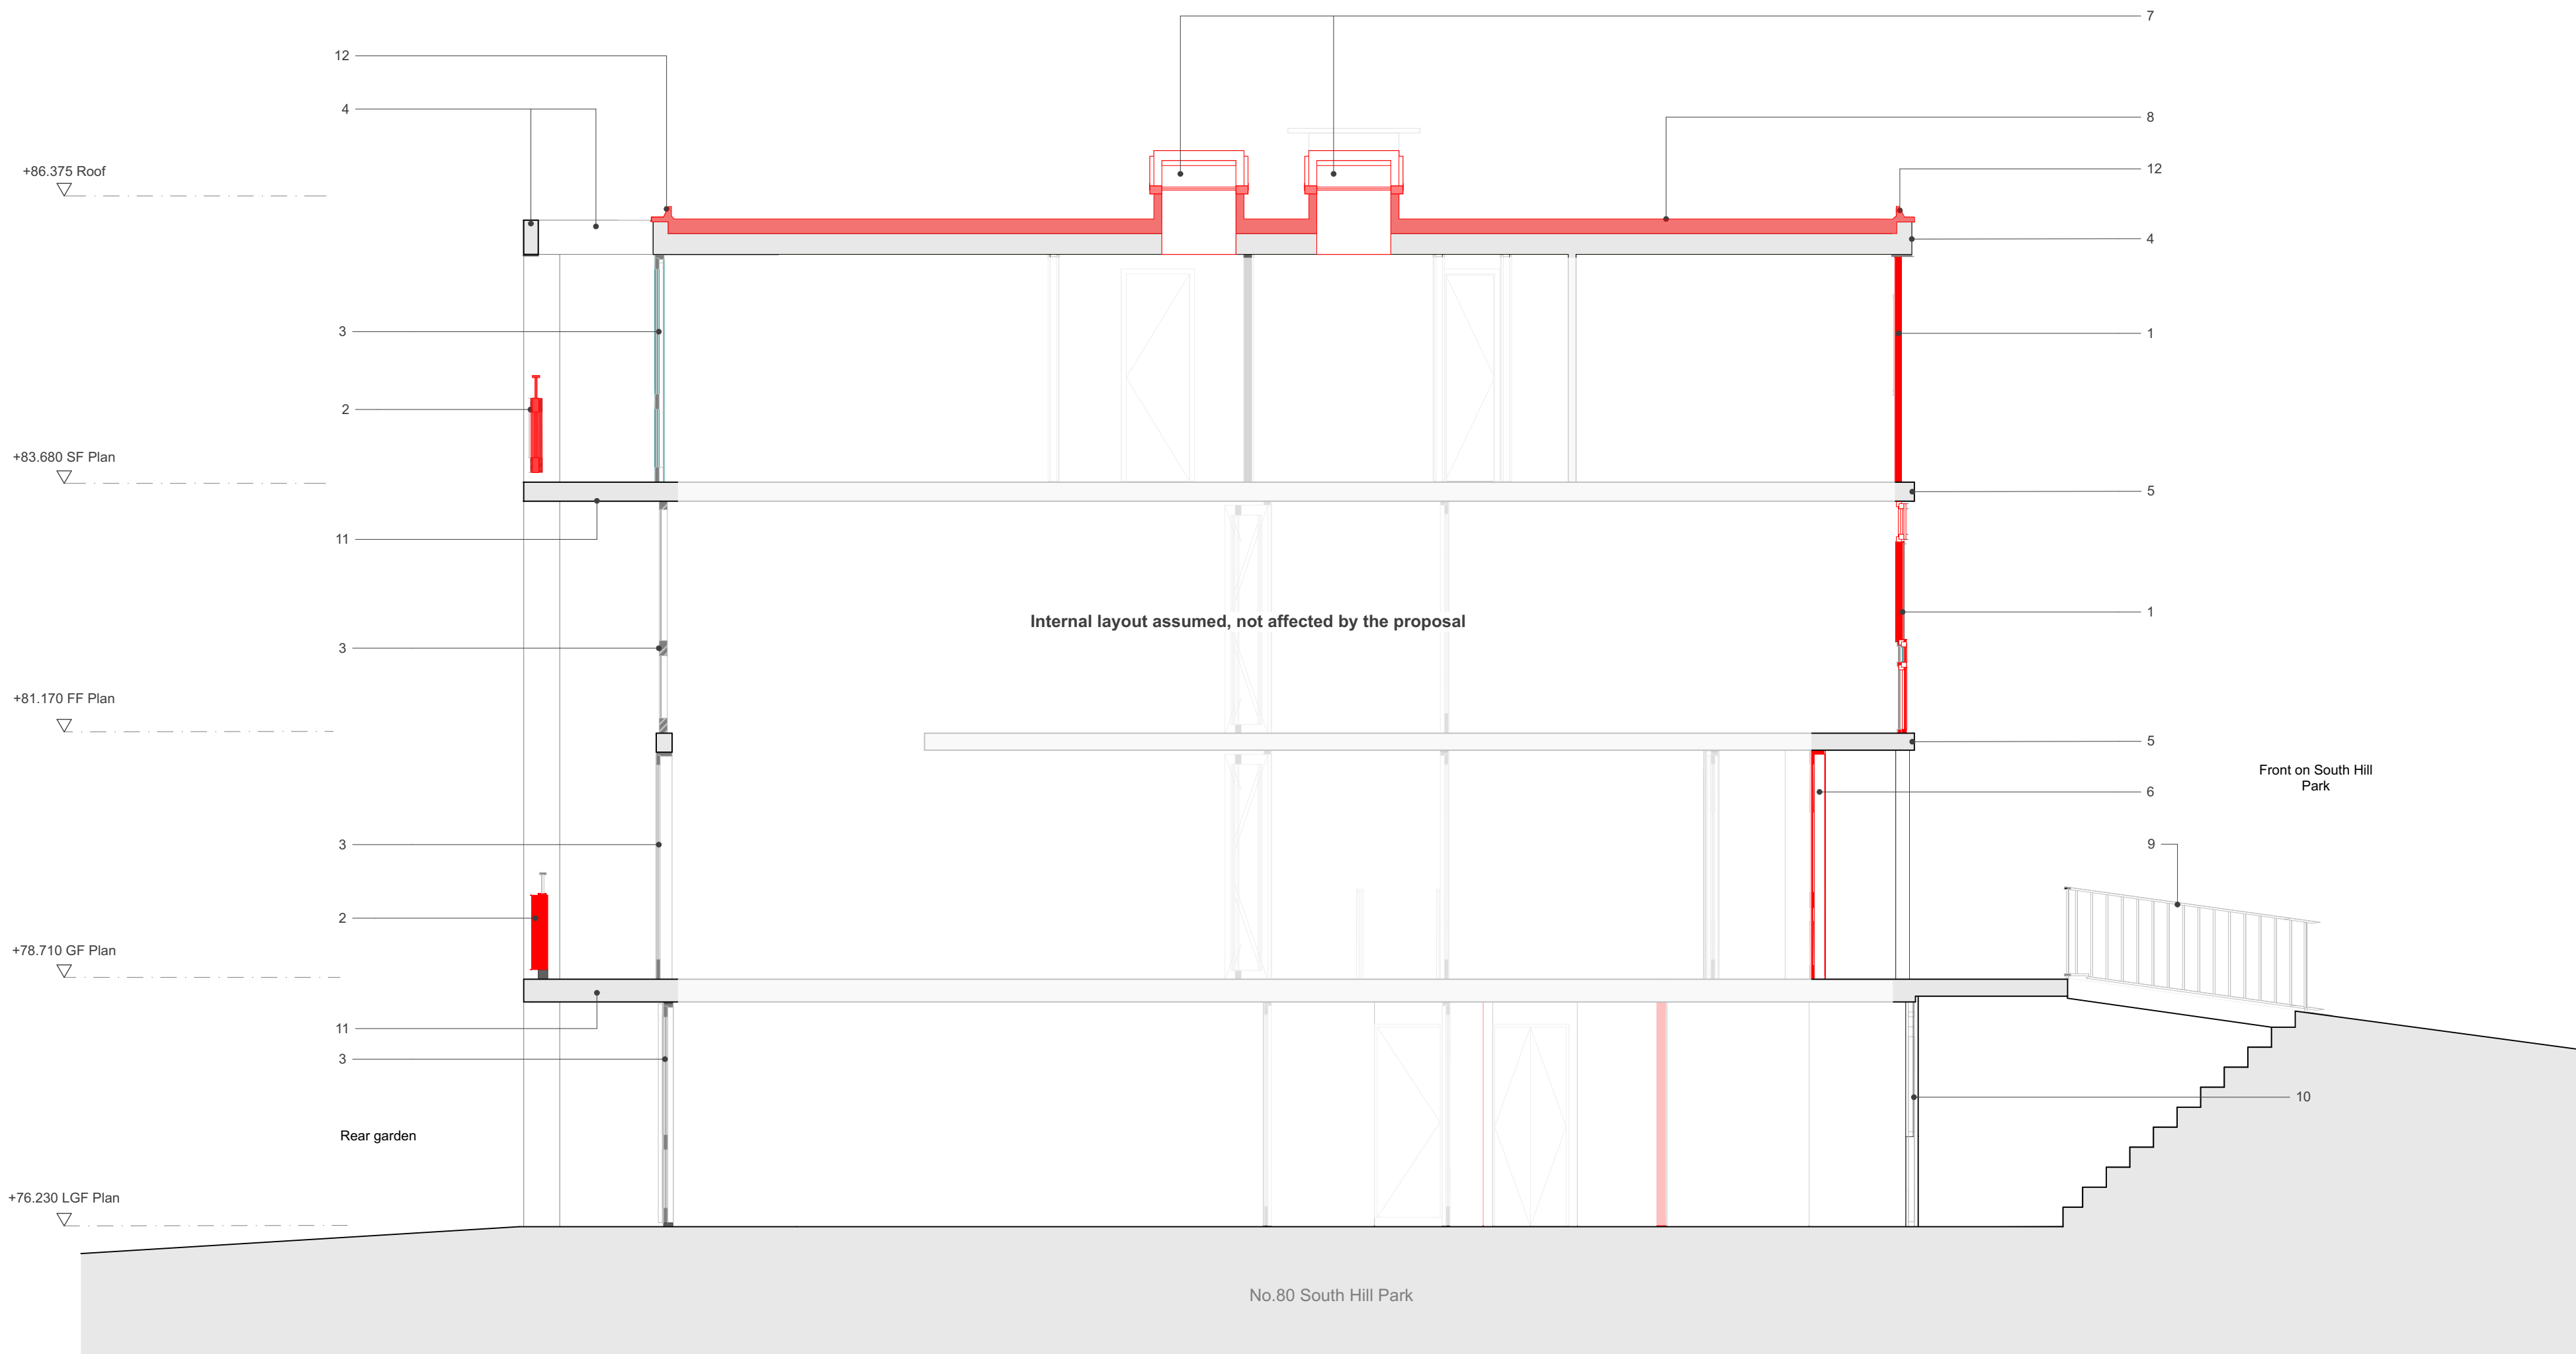 7
12
4
8
+86.375 Roof
12
4
3
1
2
+83.680 SF Plan
5
11
Internal layout assumed, not affected by the proposal
1
3
+81.170 FF Plan
5
Front on South Hill
Park
6
3
9
2
+78.710 GF Plan
11
3
10
Rear garden
+76.230 LGF Plan
No.80 South Hill Park